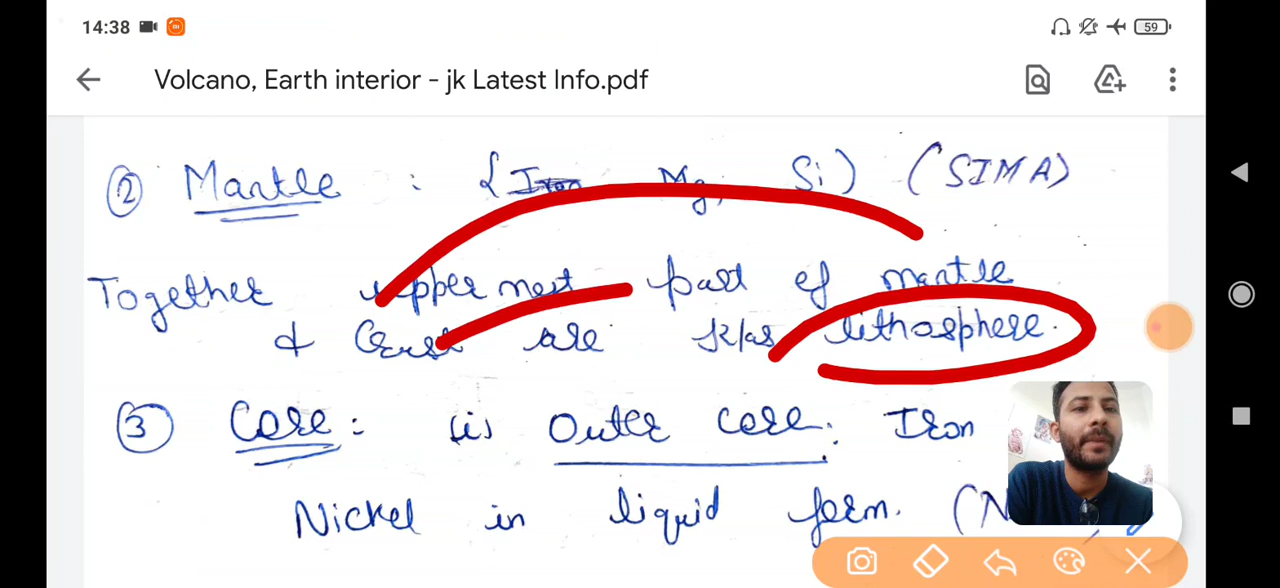 14:38
59
Volcano, Earth interior - jk Latest Info.pdf
② Mantle : {Iron Mg, Si) (SIMA)
Together uppermost part of mantle
& Crust are k/as lithosphere.
③ Core: (i) Outer core: Iron
Nickel in liquid form. (N